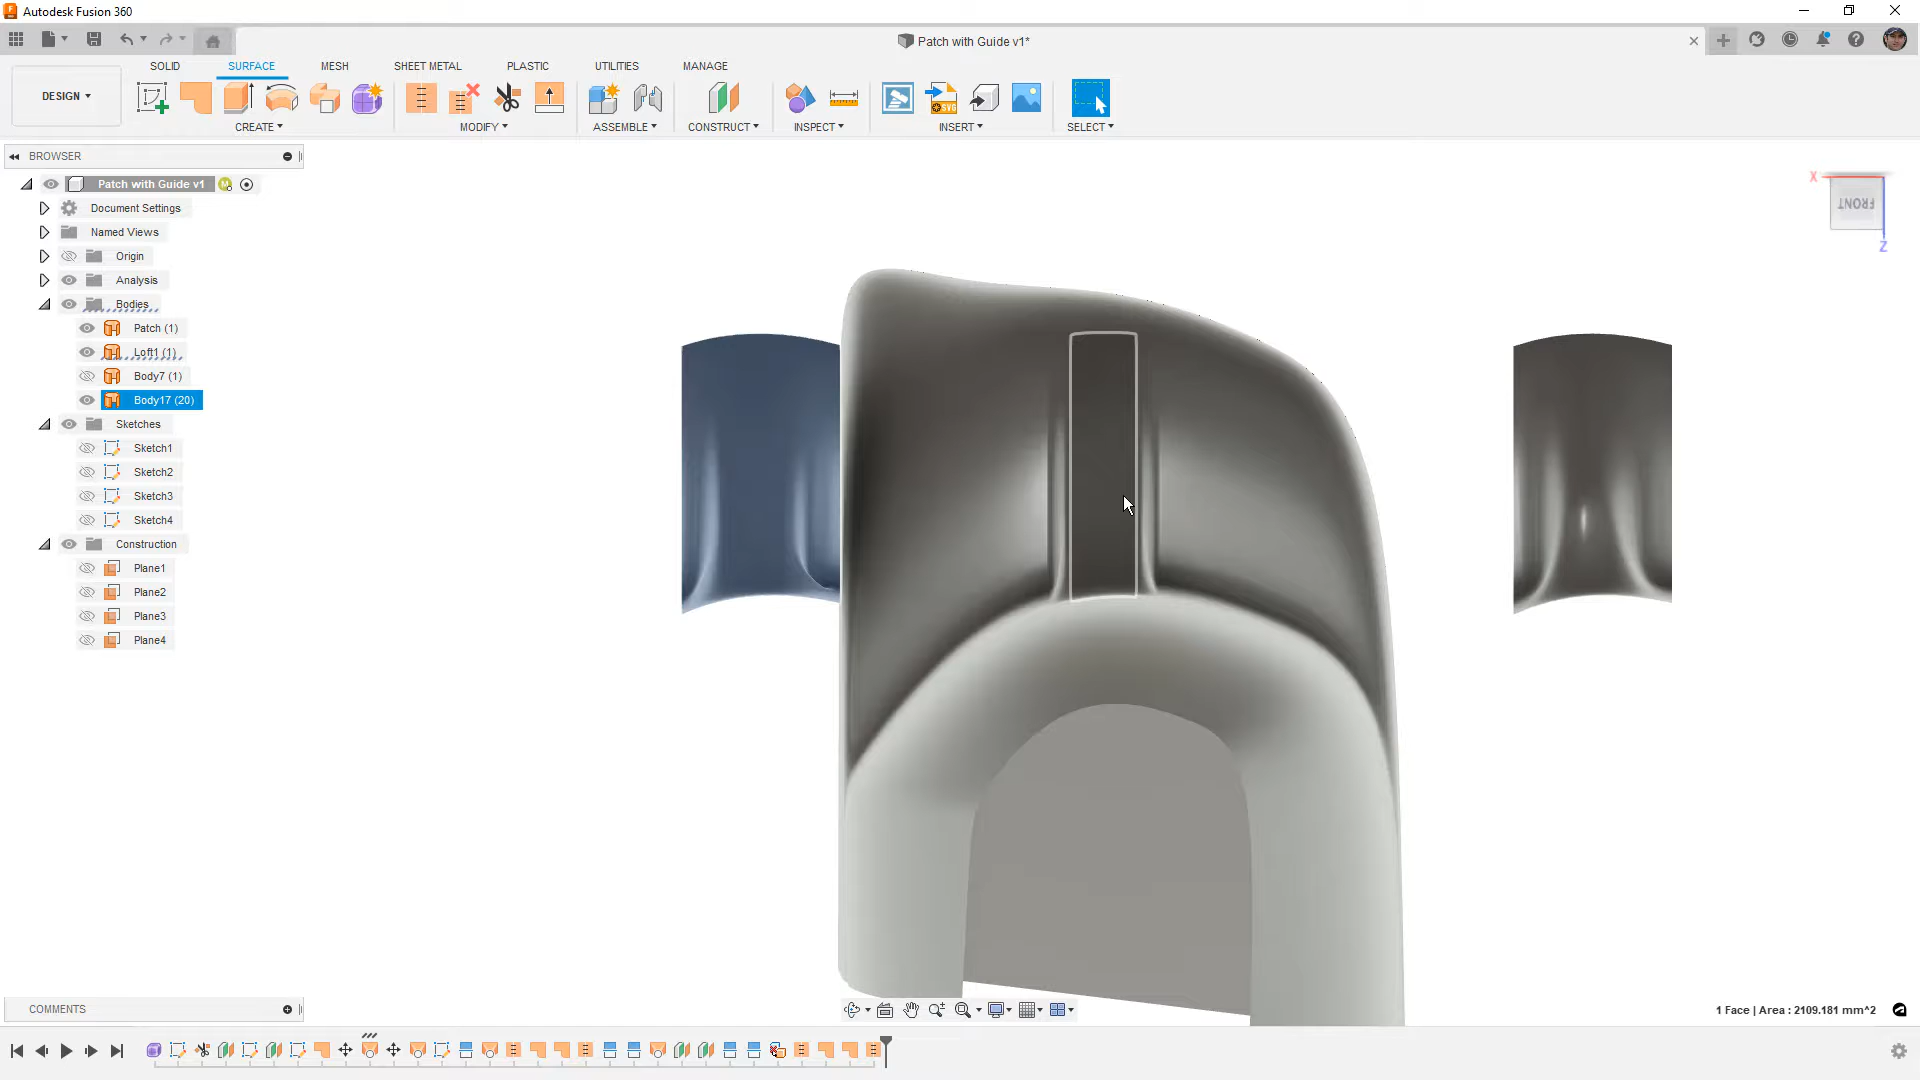 Autodesk Fusion 360
Patch with Guide v1*
DESIGN
SOLID
SURFACE
MESH
SHEET METAL
PLASTIC
UTILITIES
MANAGE
CREATE
MODIFY
ASSEMBLE
CONSTRUCT
INSPECT
INSERT
SELECT
SVG
BROWSER
Patch with Guide v1
Document Settings
Named Views
Origin
Analysis
Bodies
Patch (1)
Loft1 (1)
Body7 (1)
Body17 (20)
Sketches
Sketch1
Sketch2
Sketch3
Sketch4
Construction
Plane1
Plane2
Plane3
Plane4
X
FRONT
Z
COMMENTS
1 Face | Area : 2109.181 mm^2